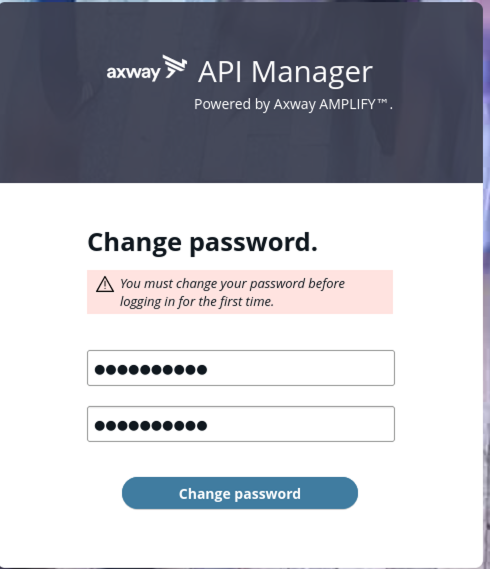 axway API Manager
Powered by Axway AMPLIFY™.
Change password.
You must change your password before
logging in for the first time.
●●●●●●●●●●
●●●●●●●●●●
Change password